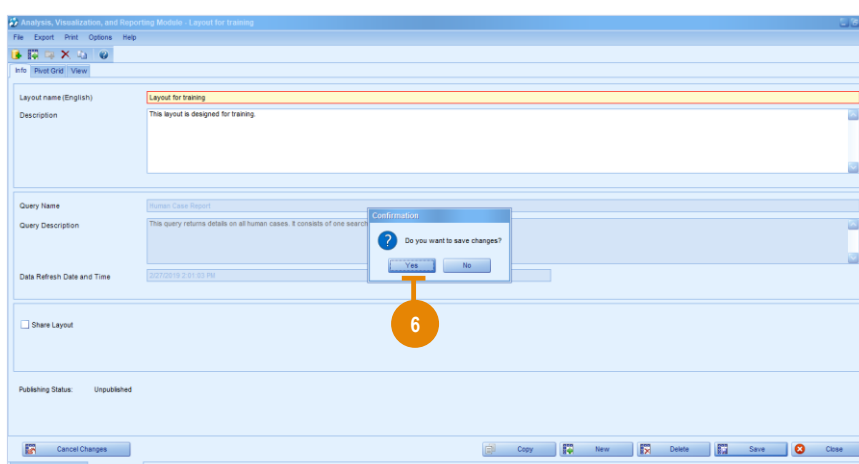 Analysis, Visualization, and Reporting Module - Layout for training
File Export Print Options Help
Info Pivot Grid View
Layout name (English) Layout for training
Description This layout is designed for training.
Query Name Human Case Report
Query Description This query returns details on all human cases. It consists of one search
Confirmation
Do you want to save changes?
Yes No
Data Refresh Date and Time 2/27/2019 2:51:03 PM
6
Share Layout
Publishing Status: Unpublished
Cancel Changes Copy New Delete Save Close